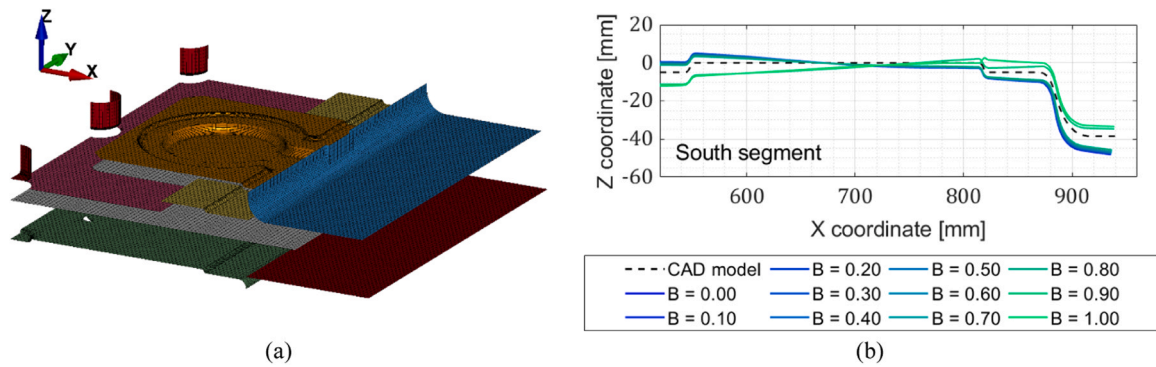 Z
Y
X
(a)
(b)
Z coordinate [mm]
20
0
-20
-40
-60
South segment
600
700
800
900
X coordinate [mm]
CAD model
B = 0.00
B = 0.10
B = 0.20
B = 0.30
B = 0.40
B = 0.50
B = 0.60
B = 0.70
B = 0.80
B = 0.90
B = 1.00
(a)
(b)